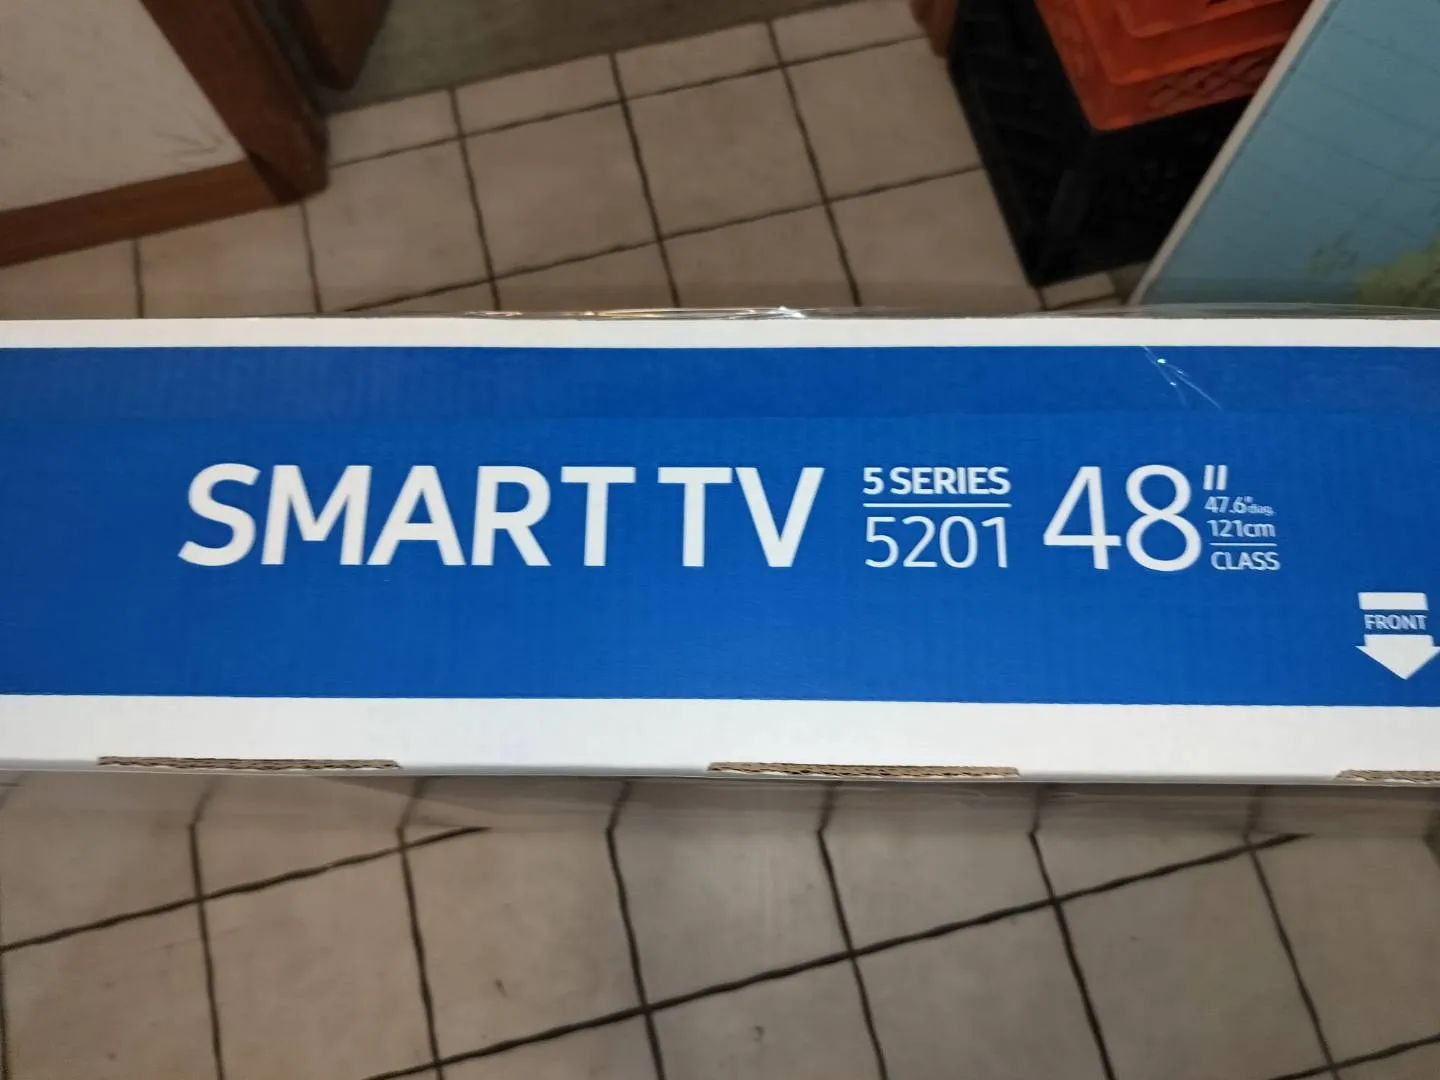 SMART TV
5 SERIES
5201
48"
47.6"diag.
121cm
CLASS
FRONT